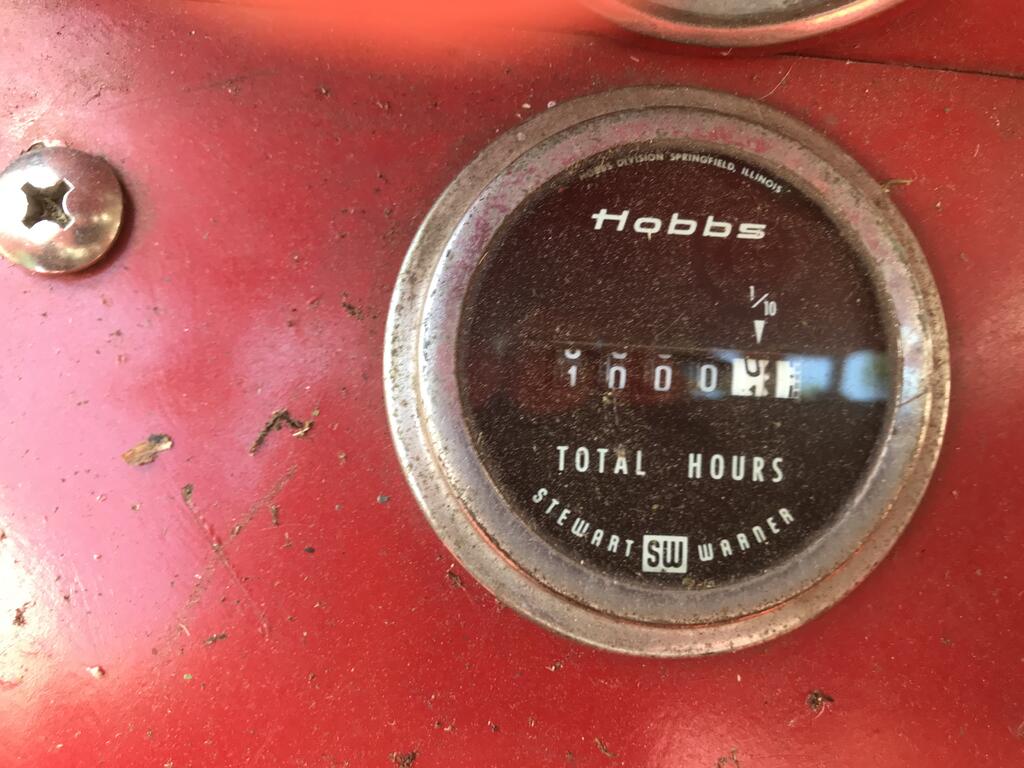 HOBBS DIVISION SPRINGFIELD, ILLINOIS
Hobbs
1/10
1000
TOTAL HOURS
STEWART SW WARNER